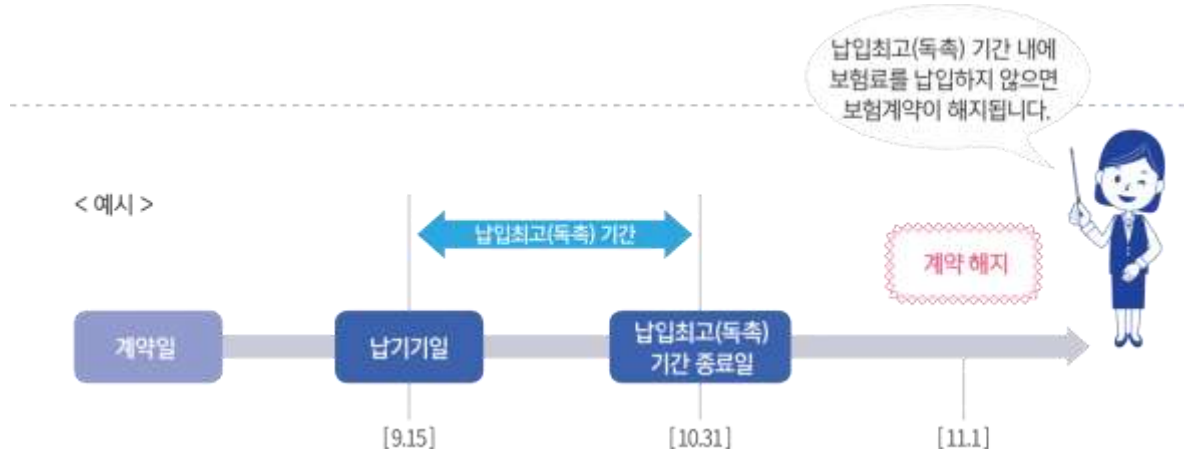 납입최고(독촉) 기간 내에
보험료를 납입하지 않으면
보험계약이 해지됩니다.
< 예시 >
납입최고(독촉) 기간
계약 해지
계약일
납기기일
납입최고(독촉)
기간 종료일
[9.15]
[10.31]
[11.1]